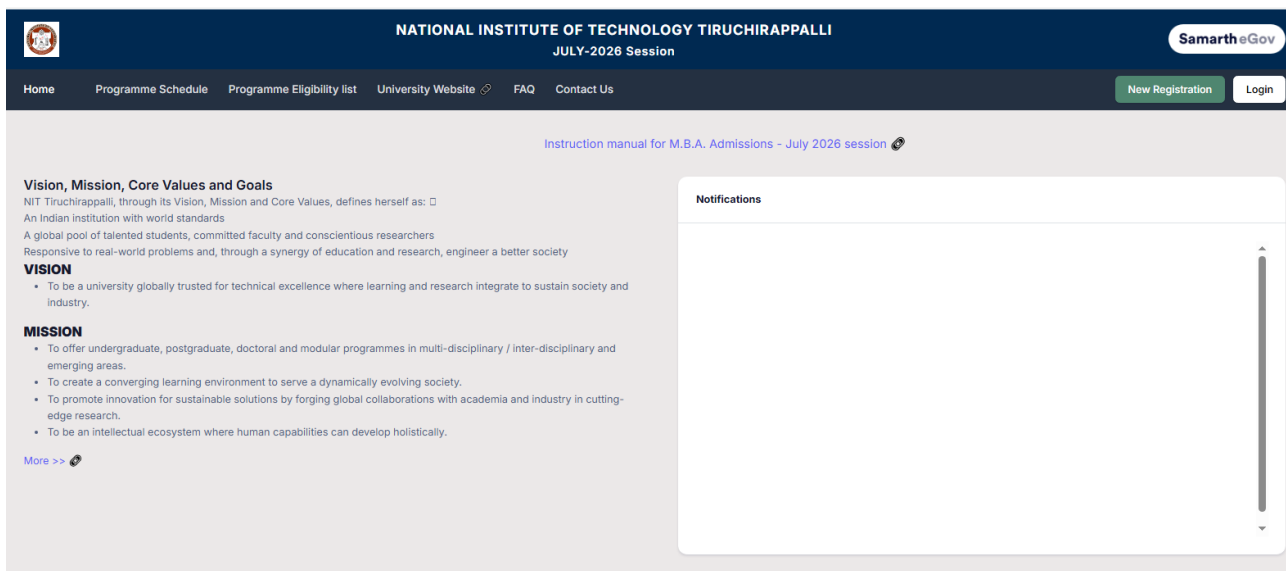 NATIONAL INSTITUTE OF TECHNOLOGY TIRUCHIRAPPALLI
JULY-2026 Session
Samarth eGov
Home Programme Schedule Programme Eligibility list University Website FAQ Contact Us New Registration Login
Instruction manual for M.B.A. Admissions - July 2026 session
Vision, Mission, Core Values and Goals
NIT Tiruchirappalli, through its Vision, Mission and Core Values, defines herself as:
An Indian institution with world standards
A global pool of talented students, committed faculty and conscientious researchers
Responsive to real-world problems and, through a synergy of education and research, engineer a better society
VISION
• To be a university globally trusted for technical excellence where learning and research integrate to sustain society and
industry.
MISSION
• To offer undergraduate, postgraduate, doctoral and modular programmes in multi-disciplinary / inter-disciplinary and
emerging areas.
• To create a converging learning environment to serve a dynamically evolving society.
• To promote innovation for sustainable solutions by forging global collaborations with academia and industry in cutting-
edge research.
• To be an intellectual ecosystem where human capabilities can develop holistically.
More >>
Notifications